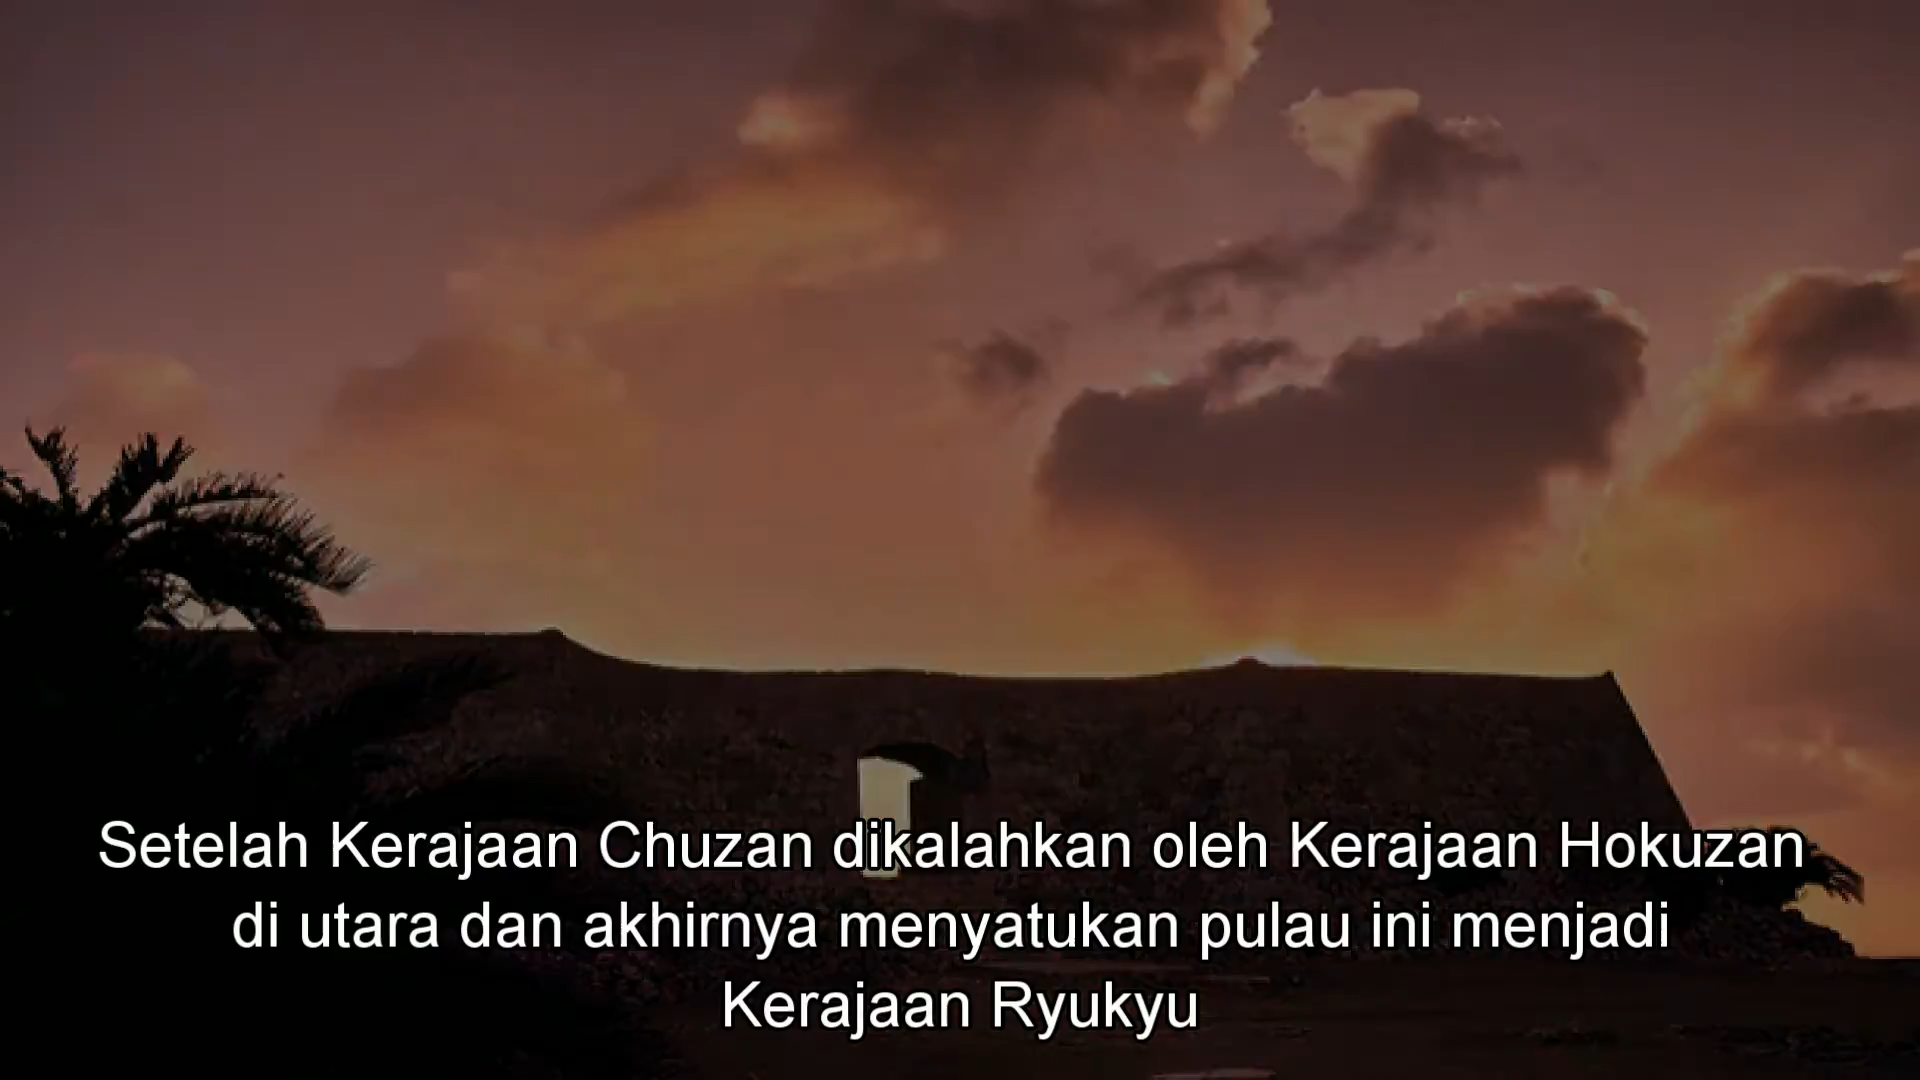 Setelah Kerajaan Chuzan dikalahkan oleh Kerajaan Hokuzan
di utara dan akhirnya menyatukan pulau ini menjadi
Kerajaan Ryukyu